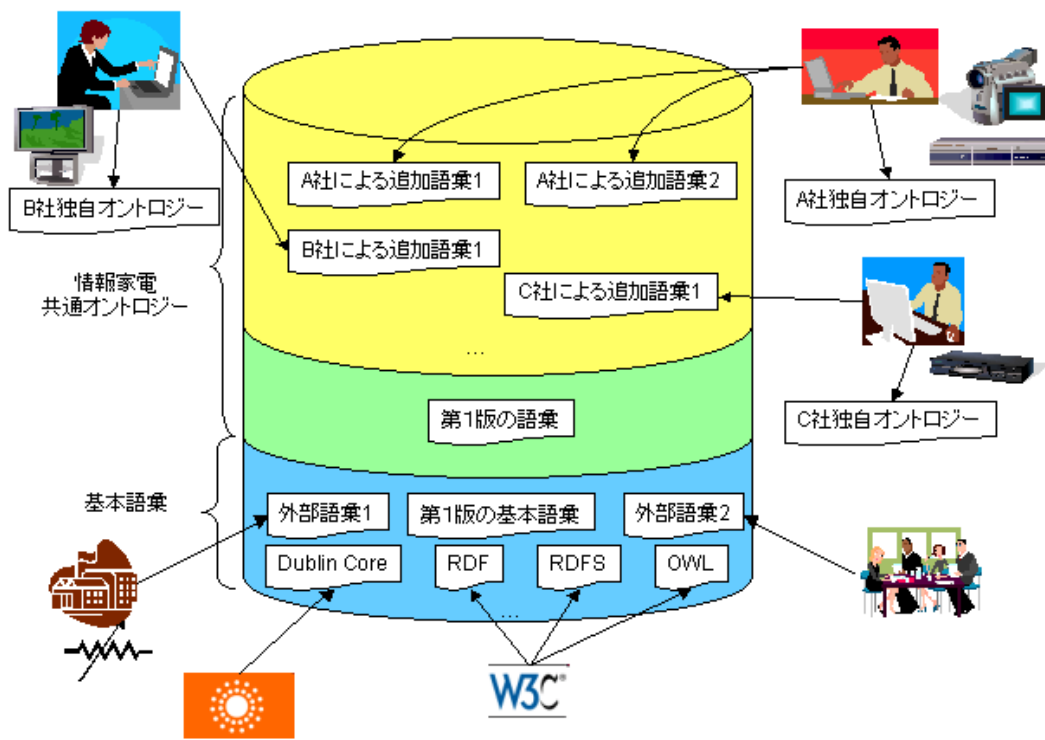 A社による追加語彙1
A社による追加語彙2
B社独自オントロジー
A社独自オントロジー
B社による追加語彙1
情報家電
共通オントロジー
C社による追加語彙1
...
第1版の語彙
C社独自オントロジー
基本語彙
外部語彙1
第1版の基本語彙
外部語彙2
Dublin Core
RDF
RDFS
OWL
...
W3C®